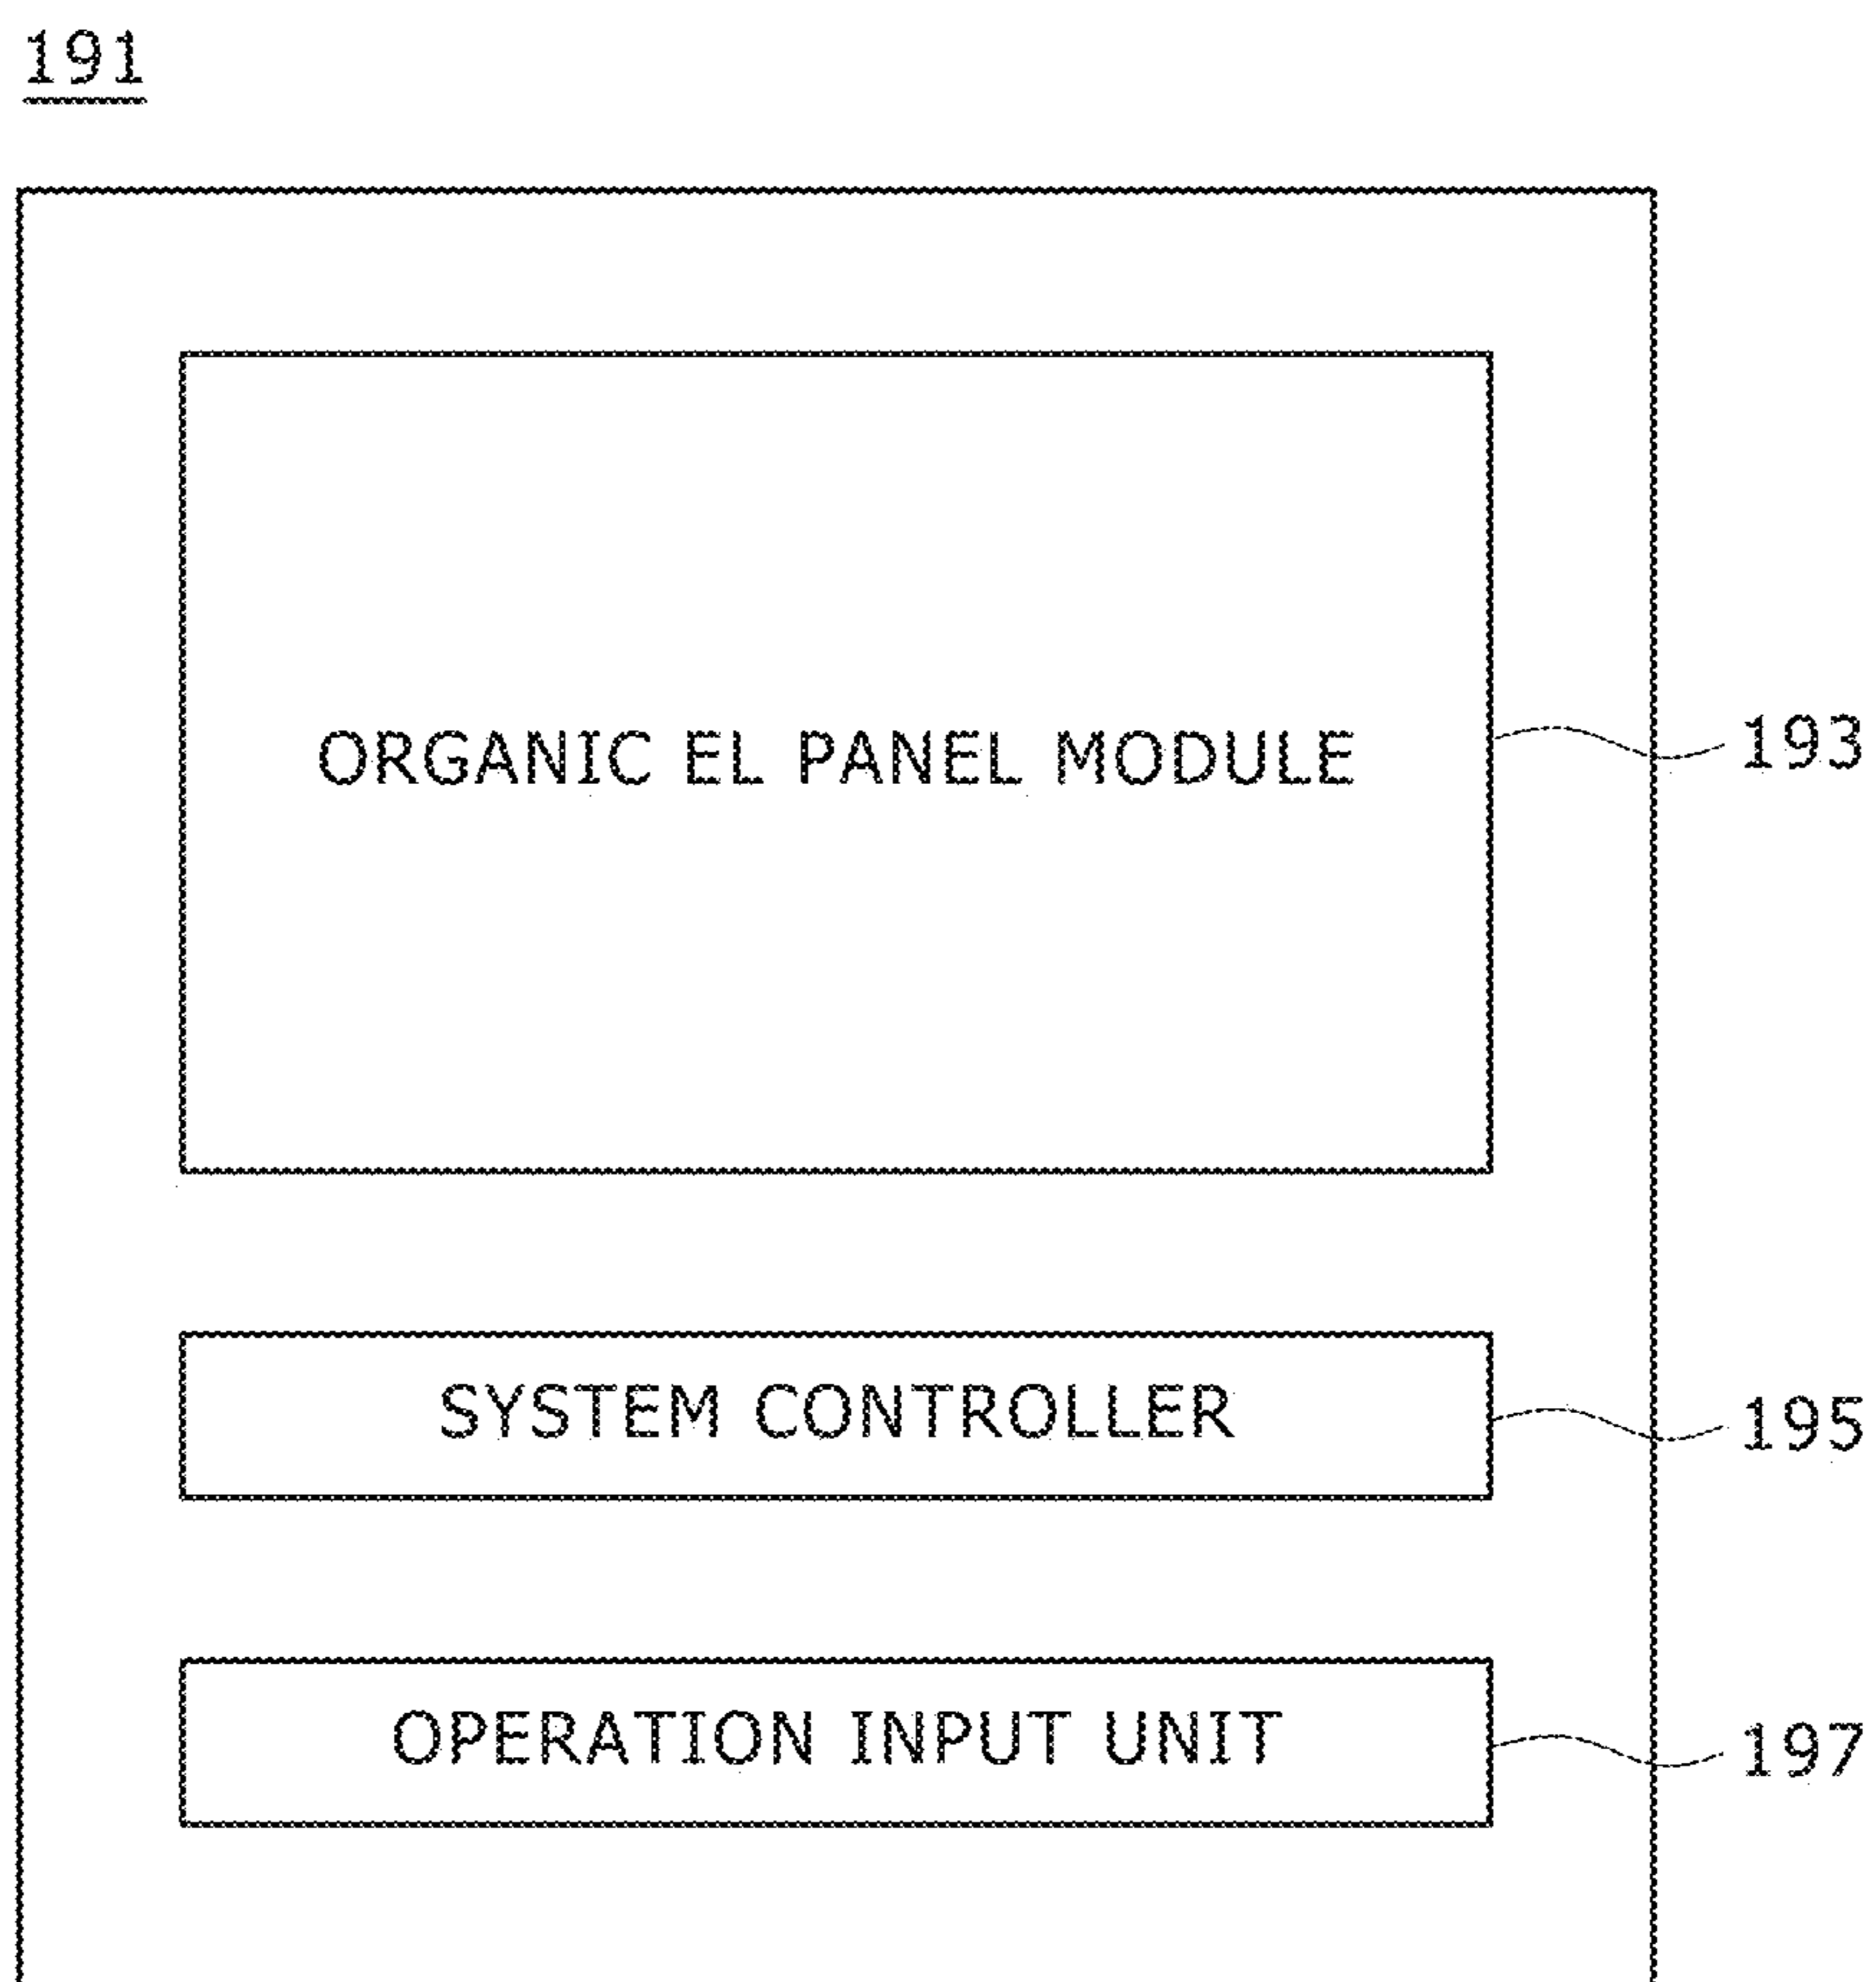 191
ORGANIC EL PANEL MODULE
193
SYSTEM CONTROLLER
195
OPERATION INPUT UNIT
197